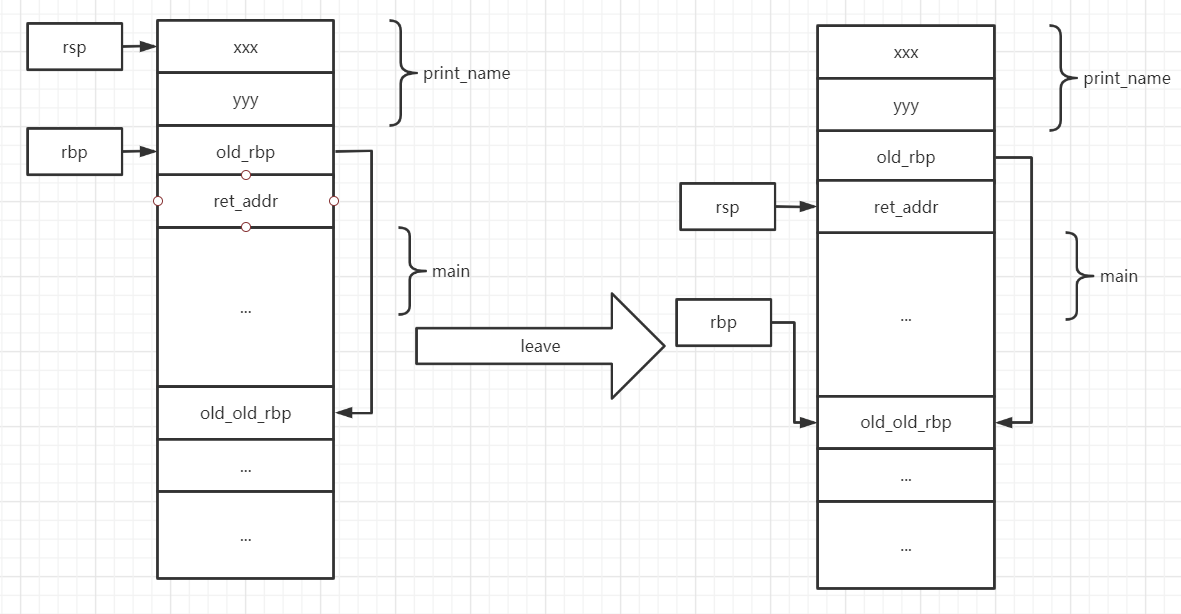 rsp
xxx
print_name
yyy
rbp
old_rbp
ret_addr
main
...
old_old_rbp
...
...
leave
xxx
print_name
yyy
old_rbp
rsp
ret_addr
main
...
rbp
old_old_rbp
...
...